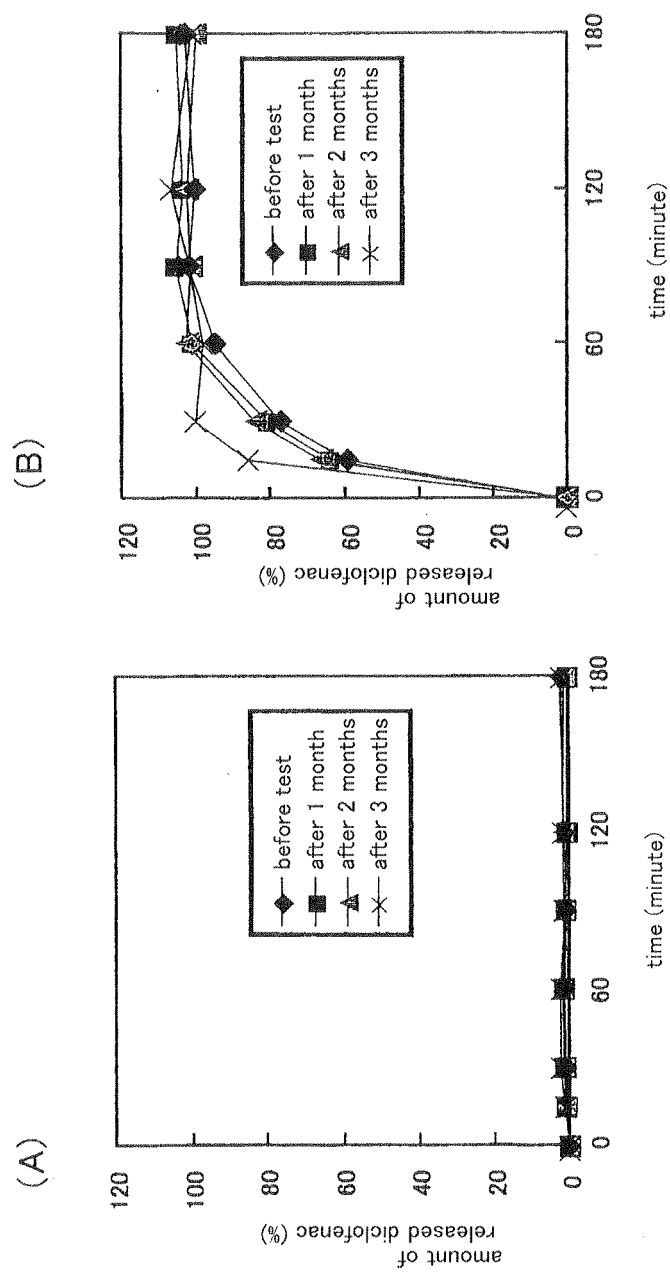 (A)
120
100
80
60
40
20
0
amount of
released diclofenac (%)
before test
after 1 month
after 2 months
after 3 months
0
60
120
180
time (minute)
(B)
120
100
80
60
40
20
0
amount of
released diclofenac (%)
before test
after 1 month
after 2 months
after 3 months
0
60
120
180
time (minute)